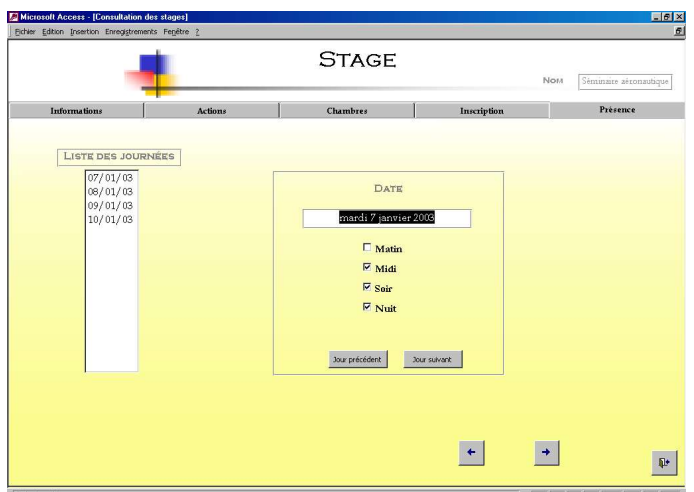 Microsoft Access - [Consultation des stages]
Fichier Edition Insertion Enregistrements Fenêtre ?
STAGE
NOM Séminaire aéronautique
Informations Actions Chambres Inscription Présence
LISTE DES JOURNÉES
07/01/03
08/01/03
09/01/03
10/01/03
DATE
mardi 7 janvier 2003
Matin
Midi
Soir
Nuit
Jour précédent Jour suivant